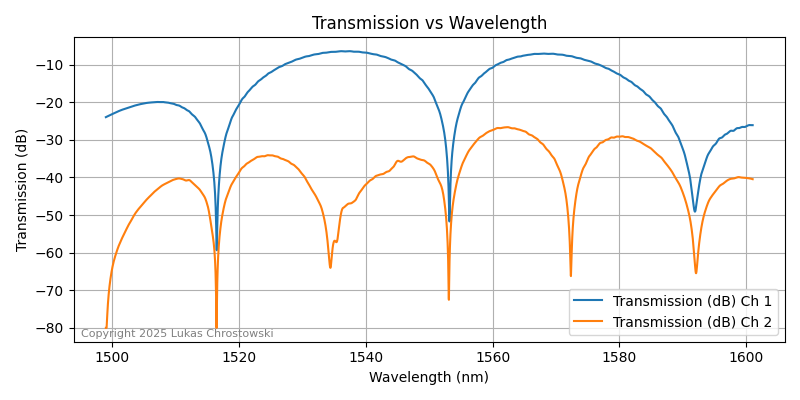 Transmission vs Wavelength
Transmission (dB)
−10
−20
−30
−40
−50
−60
−70
−80
Transmission (dB) Ch 1
Transmission (dB) Ch 2
Copyright 2025 Lukas Chrostowski
1500 1520 1540 1560 1580 1600
Wavelength (nm)